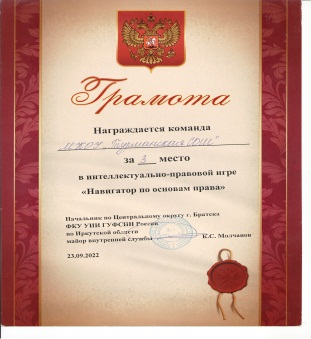 Грамота
Награждается команда
МКОУ "Турманская СОШ"
за 3 место
в интеллектуально-правовой игре
«Навигатор по основам права»
Начальник по Центральному округу г. Братска
ФКУ УИИ ГУФСИН России
по Иркутской области
майор внутренней службы К.С. Молчанов
23.09.2022